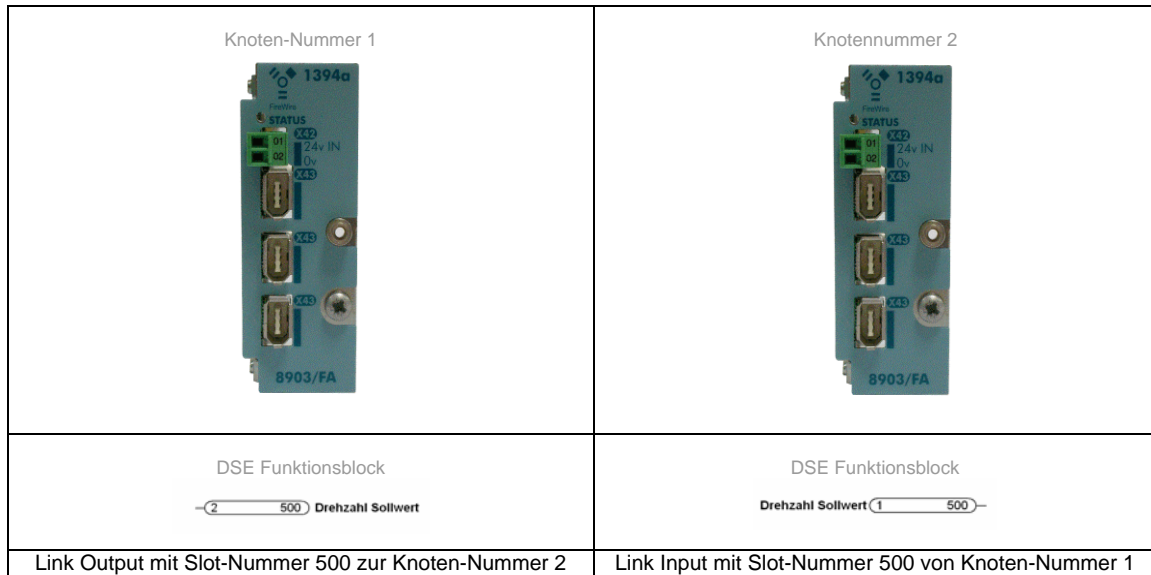 Knoten-Nummer 1
1394a
FireWire
STATUS
X42
01
24v IN
02
0v
X43
X43
X43
8903/FA
Knotennummer 2
1394a
FireWire
STATUS
X42
01
24v IN
02
0v
X43
X43
X43
8903/FA
DSE Funktionsblock
2 500 Drehzahl Sollwert
DSE Funktionsblock
Drehzahl Sollwert 1 500
Link Output mit Slot-Nummer 500 zur Knoten-Nummer 2
Link Input mit Slot-Nummer 500 von Knoten-Nummer 1